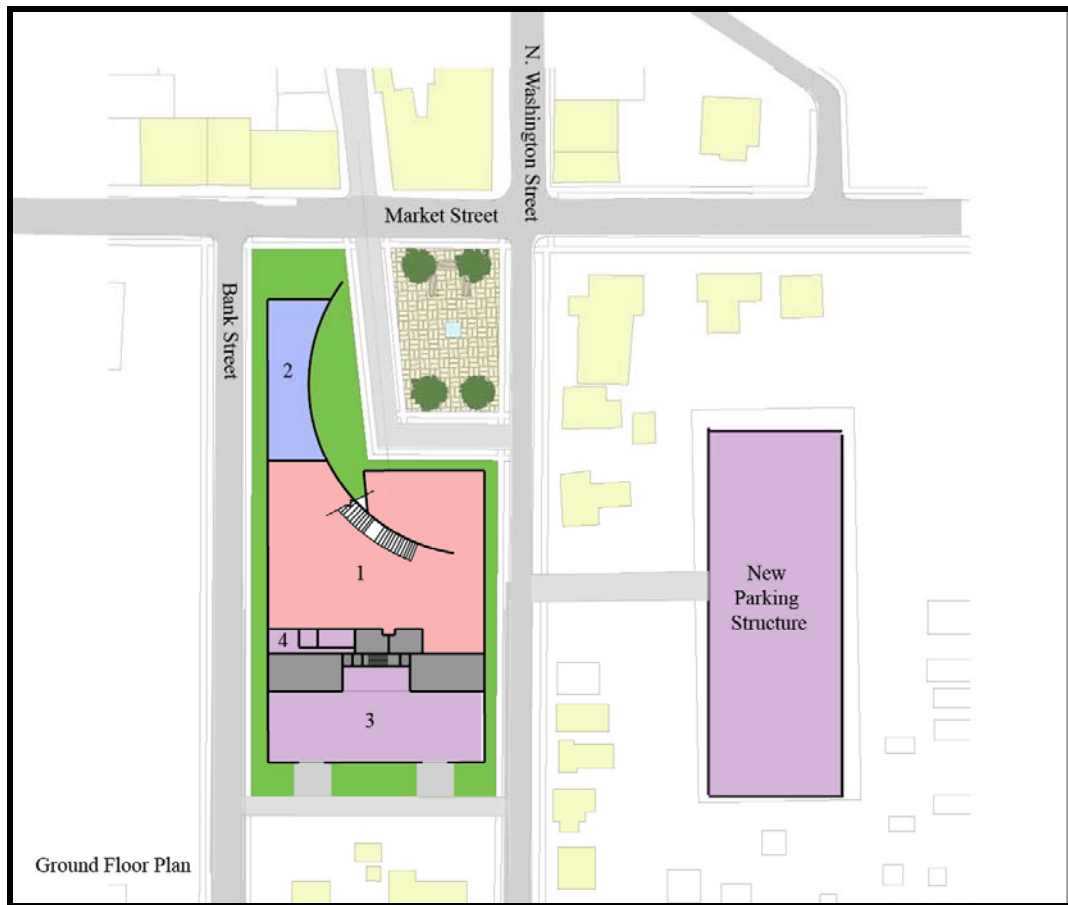 N. Washington Street
Market Street
Bank Street
2
1
New
Parking
Structure
4
3
Ground Floor Plan